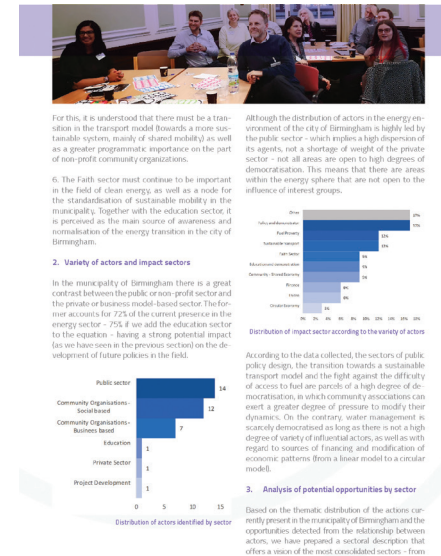 For this, it is understood that there must be a tran-
sition in the transport model (towards a more sus-
tainable system, mainly of shared mobility) as well
as a greater programmatic importance on the part
of non-profit community organizations.
6. The Faith sector must continue to be important
in the field of clean energy, as well as a node for
the standardisation of sustainable mobility in the
municipality. Together with the education sector, it
is perceived as the main source of awareness and
normalisation of the energy transition in the city of
Birmingham.
2. Variety of actors and impact sectors
In the municipality of Birmingham there is a great
contrast between the public or non-profit sector and
the private or business model-based sector. The for-
mer accounts for 72% of the current presence in the
energy sector - 75% if we add the education sector
to the equation - having a strong potential impact
(as we have seen in the previous section) on the de-
velopment of future policies in the field.
Public sector
14
Community Organisations -
Social based
12
Community Organisations -
Business based
7
Education
1
Private Sector
1
Project Development
1
0 5 10 15
Distribution of actors identified by sector
Although the distribution of actors in the energy en-
vironment of the city of Birmingham is highly led by
the public sector - which implies a high dispersion of
its agents, not a shortage of weight of the private
sector - not all areas are open to high degrees of
democratisation. This means that there are areas
within the energy sphere that are not open to the
influence of interest groups.
Other
Fuel Poverty
Sustainable transport
Faith Sector
Finance
Circular Economy
0% 2% 4% 6% 8% 10% 12% 14% 16% 18%
Distribution of impact sector according to the variety of actors
According to the data collected, the sectors of public
policy design, the transition towards a sustainable
transport model and the fight against the difficulty
of access to fuel are parcels of a high degree of de-
mocratisation, in which community associations can
exert a greater degree of pressure to modify their
dynamics. On the contrary, water management is
scarcely democratised as long as there is not a high
degree of variety of influential actors, as well as with
regard to sources of financing and modification of
economic patterns (from a linear model to a circular
model).
3. Analysis of potential opportunities by sector
Based on the thematic distribution of the actions cur-
rently present in the municipality of Birmingham and the
opportunities detected from the relationship between
actors, we have prepared a sectoral description that
offers a vision of the most consolidated sectors - from